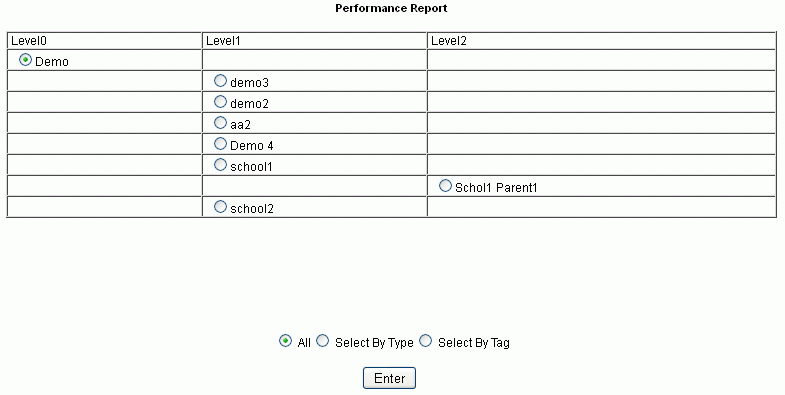 Performance Report
Level0 Level1 Level2
Demo
demo3
demo2
aa2
Demo 4
school1
Schol1 Parent1
school2
All Select By Type Select By Tag
Enter